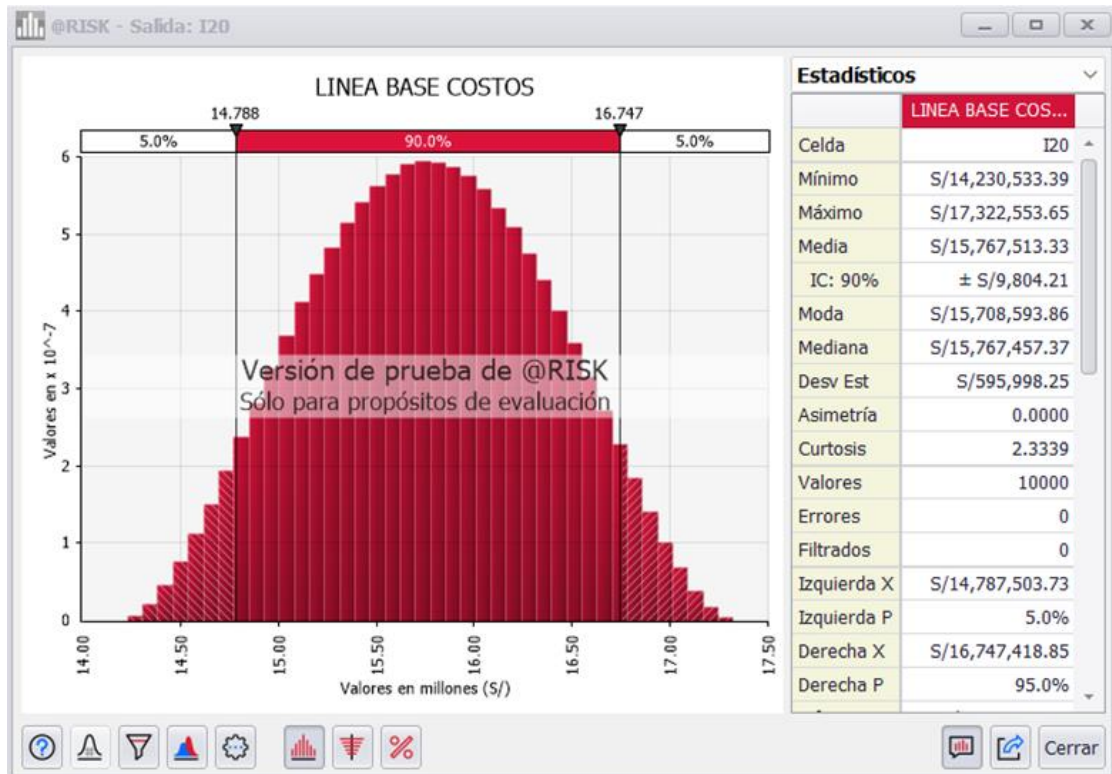 @RISK - Salida: I20
LINEA BASE COSTOS
14.788 16.747
5.0% 90.0% 5.0%
6
5
4
3
2
1
0
Valores en x 10^-7
Versión de prueba de @RISK
Sólo para propósitos de evaluación
14.00 14.50 15.00 15.50 16.00 16.50 17.00 17.50
Valores en millones (S/)
Estadísticos
LINEA BASE COS...
Celda I20
Mínimo S/14,230,533.39
Máximo S/17,322,553.65
Media S/15,767,513.33
IC: 90% ± S/9,804.21
Moda S/15,708,593.86
Mediana S/15,767,457.37
Desv Est S/595,998.25
Asimetría 0.0000
Curtosis 2.3339
Valores 10000
Errores 0
Filtrados 0
Izquierda X S/14,787,503.73
Izquierda P 5.0%
Derecha X S/16,747,418.85
Derecha P 95.0%
Cerrar